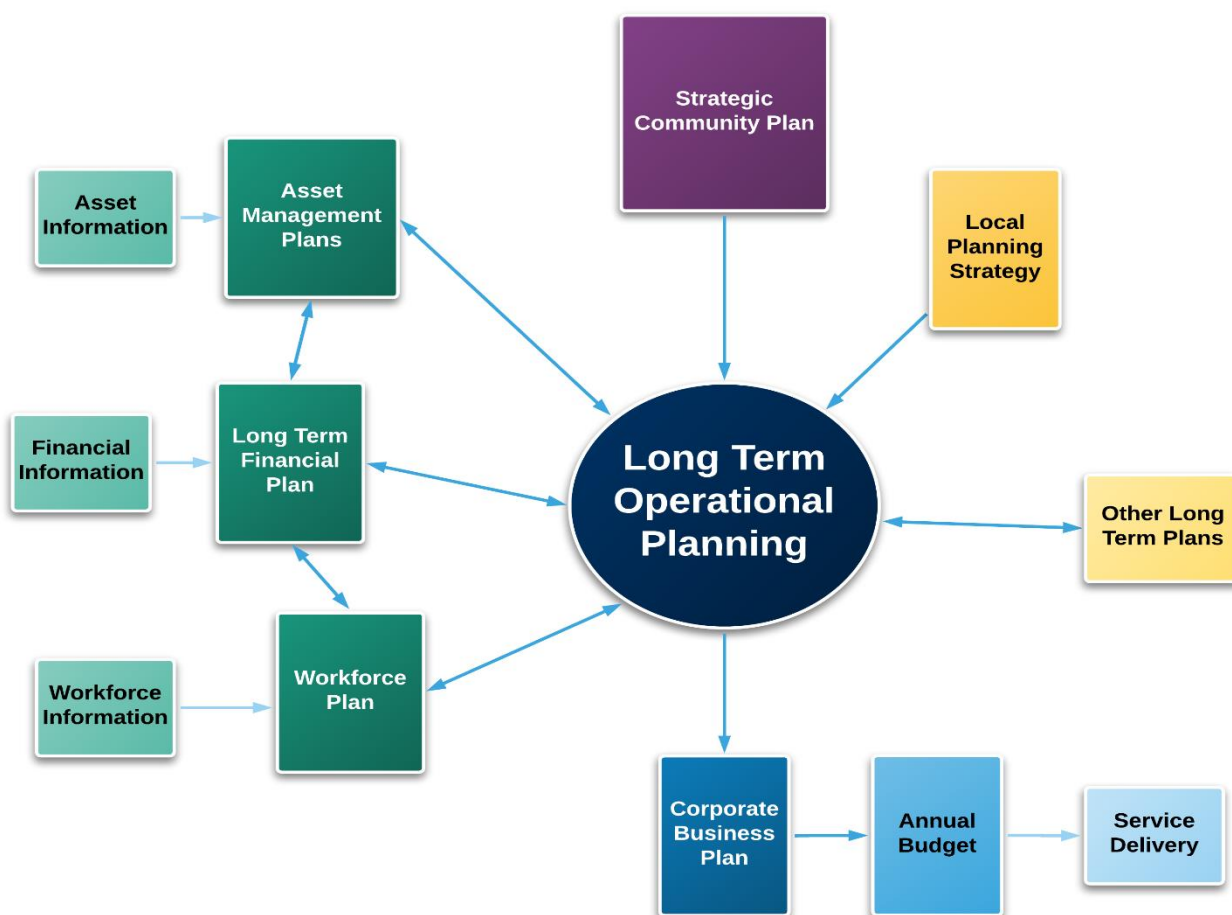 Strategic
Community Plan
Asset
Information
Asset
Management
Plans
Local
Planning
Strategy
Financial
Information
Long Term
Financial
Plan
Long Term
Operational
Planning
Other Long
Term Plans
Workforce
Information
Workforce
Plan
Corporate
Business
Plan
Annual
Budget
Service
Delivery